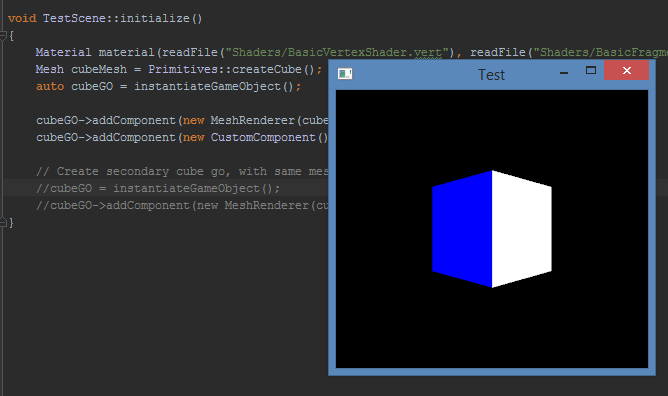 void TestScene::initialize()
{
Material material(readFile("Shaders/BasicVertexShader.vert"), readFile("Shaders/BasicFragme
Mesh cubeMesh = Primitives::createCube();
auto cubeGO = instantiateGameObject();
Test
cubeGO->addComponent(new MeshRenderer(cube
cubeGO->addComponent(new CustomComponent()
// Create secondary cube go, with same mes
//cubeGO = instantiateGameObject();
//cubeGO->addComponent(new MeshRenderer(cu
}